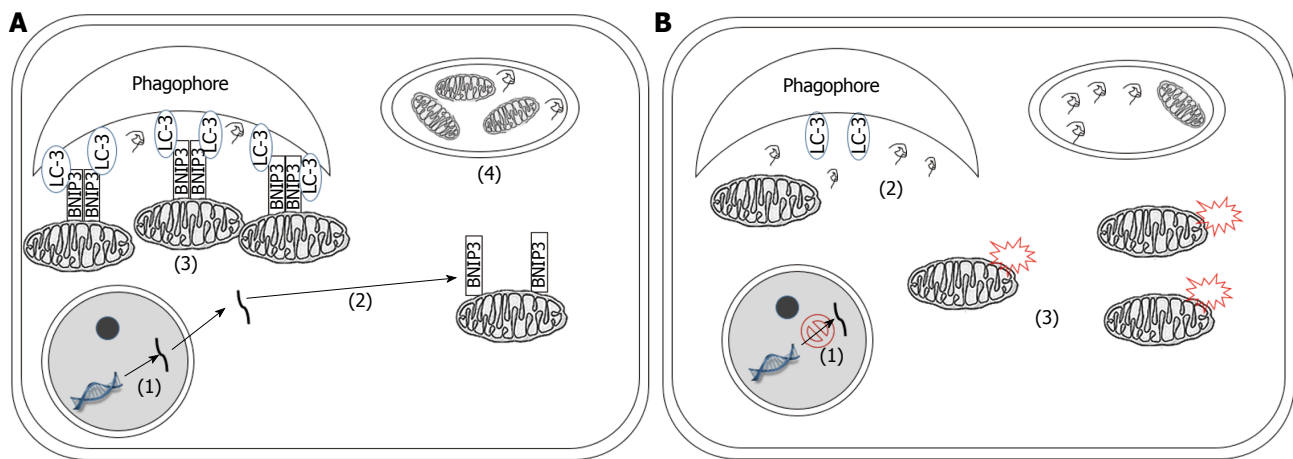 A
Phagophore
LC-3
LC-3
LC-3
LC-3
LC-3
LC-3
BNIP3
BNIP3
BNIP3
BNIP3
BNIP3
BNIP3
(3)
(4)
(2)
BNIP3
BNIP3
(1)
B
Phagophore
LC-3
LC-3
(2)
(3)
(1)